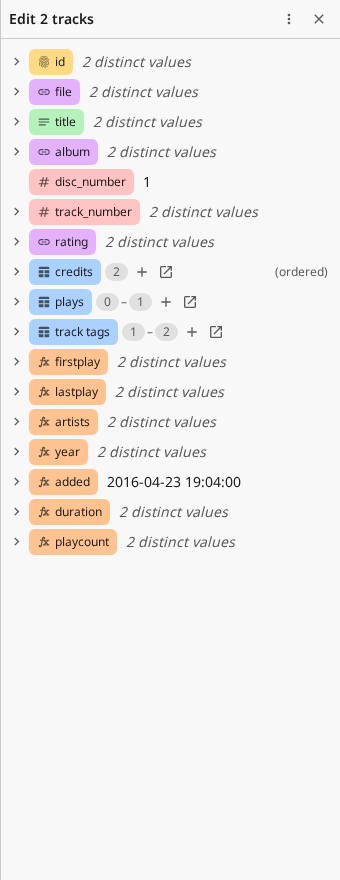 Edit 2 tracks
id 2 distinct values
file 2 distinct values
title 2 distinct values
album 2 distinct values
disc_number 1
track_number 2 distinct values
rating 2 distinct values
credits 2 + (ordered)
plays 0 – 1 +
track tags 1 – 2 +
firstplay 2 distinct values
lastplay 2 distinct values
artists 2 distinct values
year 2 distinct values
added 2016-04-23 19:04:00
duration 2 distinct values
playcount 2 distinct values